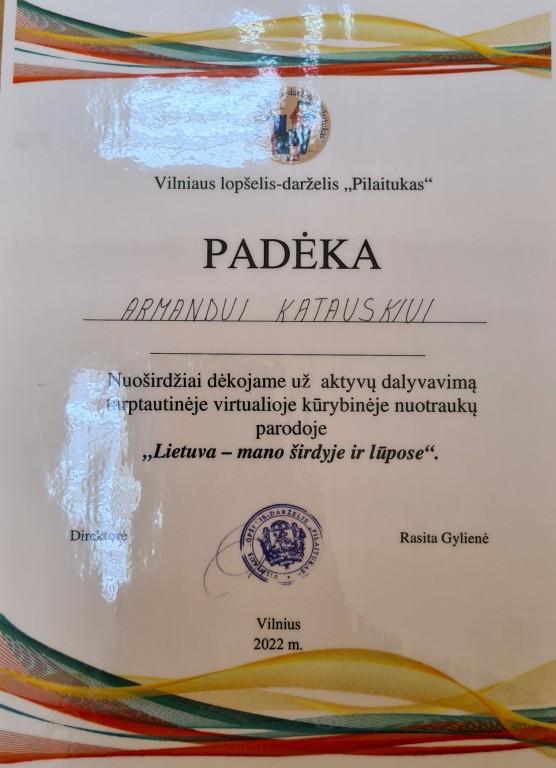 Vilniaus lopšelis-darželis „Pilaitukas“
PADĖKA
ARMANDUI KATAUSKIUI
Nuoširdžiai dėkojame už aktyvų dalyvavimą
tarptautinėje virtualioje kūrybinėje nuotraukų
parodoje
„Lietuva – mano širdyje ir lūpose“.
Direktorė
Rasita Gylienė
Vilnius
2022 m.